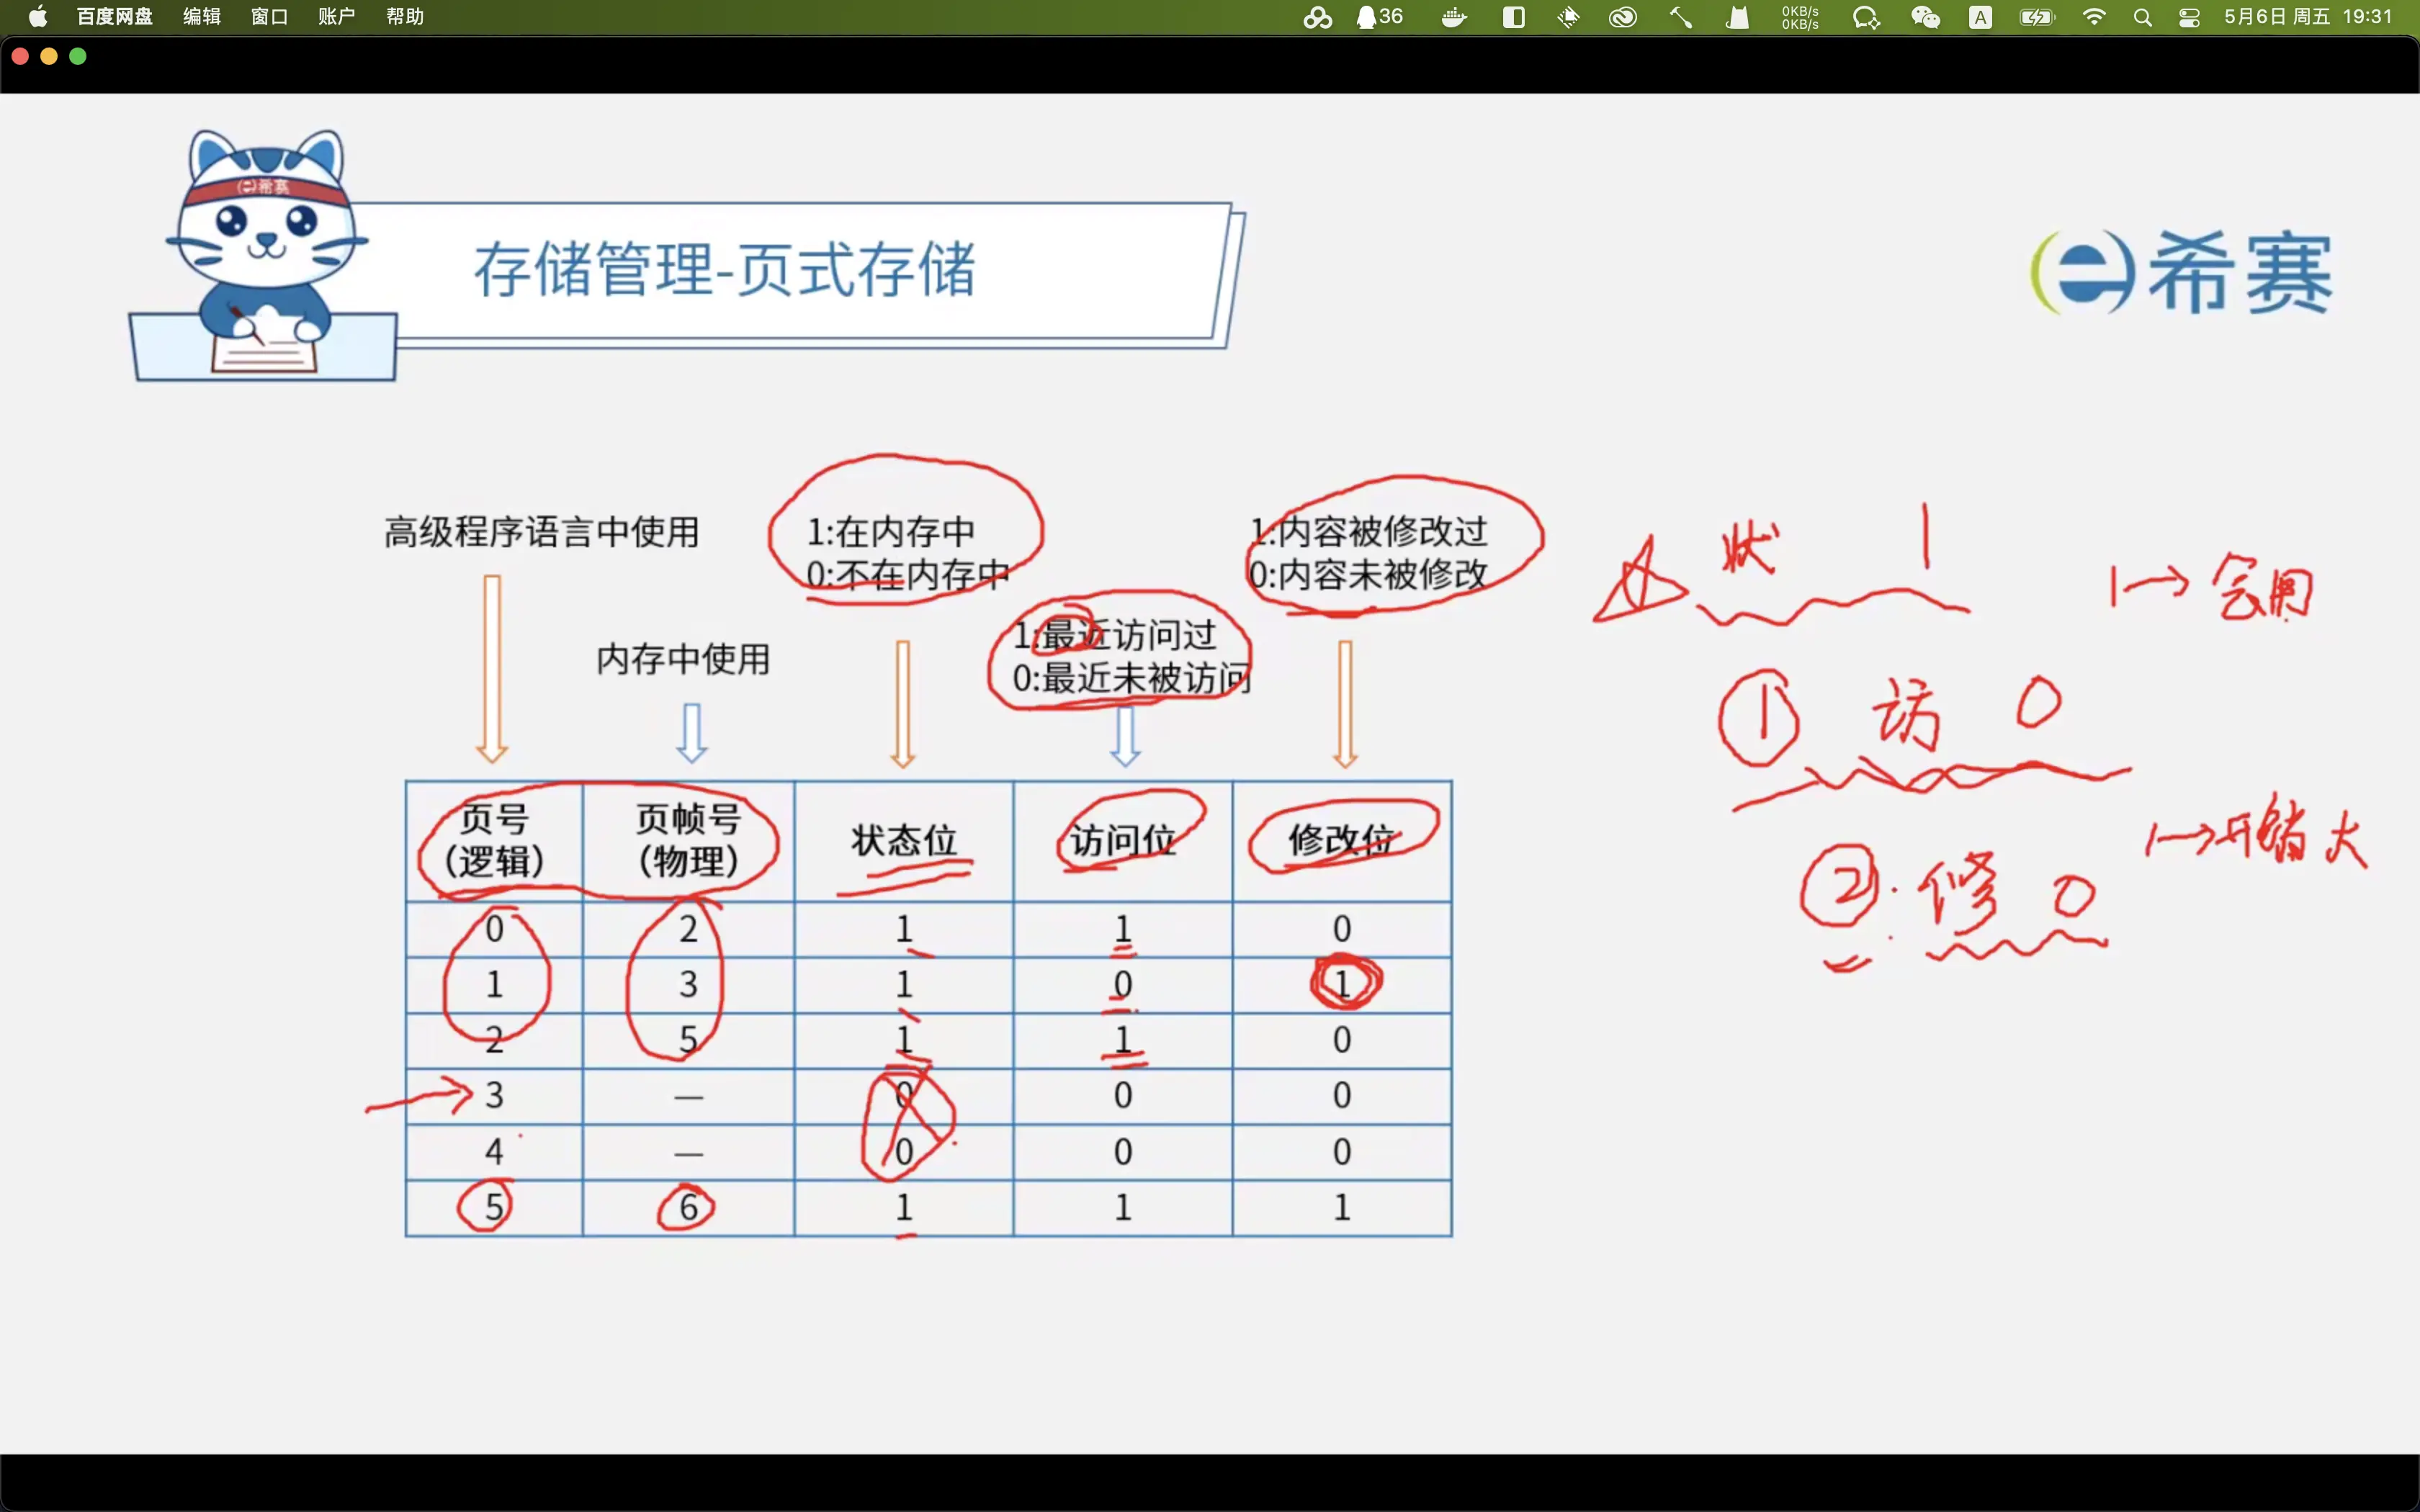 百度网盘 编辑 窗口 账户 帮助 36 0KB/s 0KB/s A 5月6日 周五 19:31
希赛
存储管理-页式存储
希赛
高级程序语言中使用
1:在内存中
0:不在内存中
1:内容被修改过
0:内容未被修改
状 1
1→会用
内存中使用
1:最近访问过
0:最近未被访问
① 访 0
页号（逻辑） 页帧号（物理） 状态位 访问位 修改位
1→开销大
② 修 0
0 2 1 1 0
1 3 1 0 1
2 5 1 1 0
3 — 0 0 0
4 — 0 0 0
5 6 1 1 1